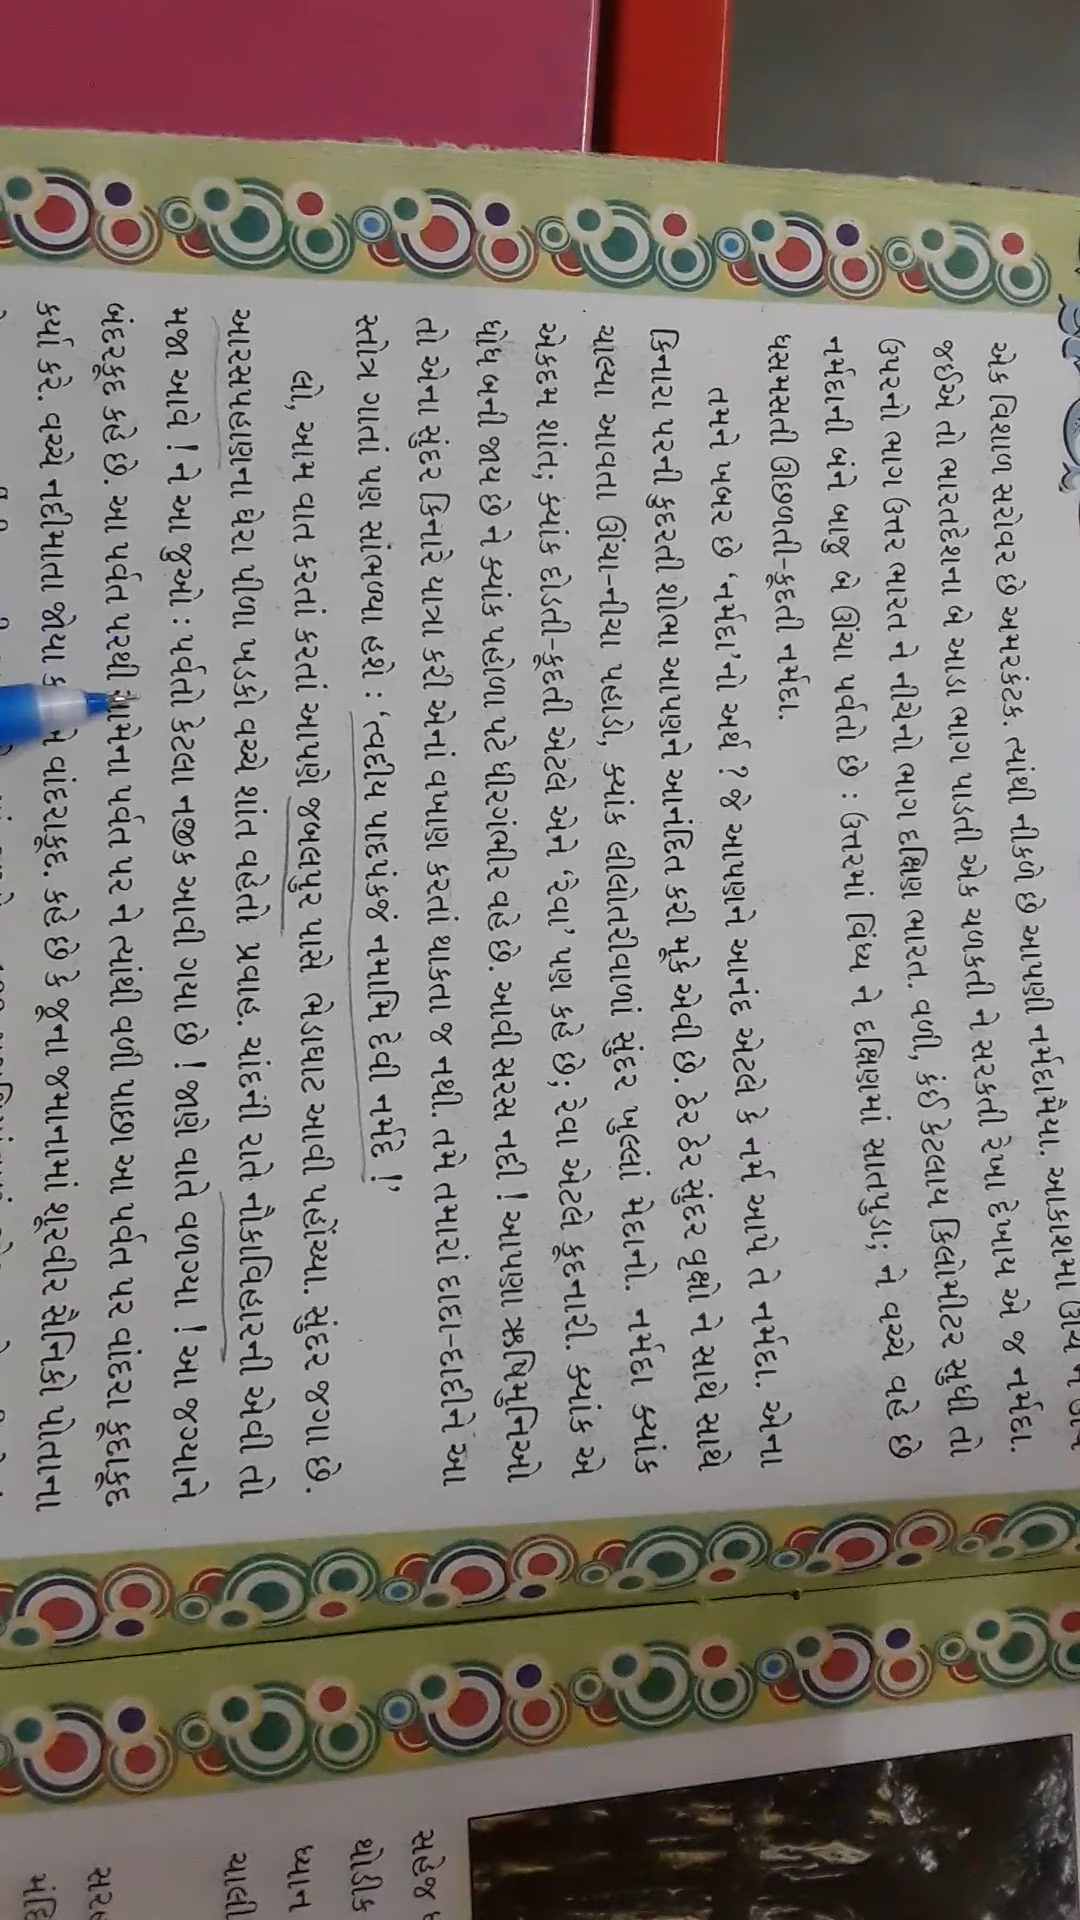 એક વિશાળ સરોવર છે અમરકંટક. ત્યાંથી નીકળે છે આપણી નર્મદામૈયા. આકાશમાં
જઈએ તો ભારતદેશના બે આડા ભાગ પાડતી એક ચળકતી ને સરકતી રેખા દેખાય એ જ નર્મદા.
ઉપરનો ભાગ ઉત્તર ભારત ને નીચેનો ભાગ દક્ષિણ ભારત. વળી, કંઈ કેટલાય કિલોમીટર સુધી તો
નર્મદાની બંને બાજુ બે ઊંચા પર્વતો છે : ઉત્તરમાં વિંધ્ય ને દક્ષિણમાં સાતપુડા; ને વચ્ચે વહે છે
ધસમસતી ઊછળતી-કૂદતી નર્મદા.
તમને ખબર છે ‘નર્મદા’નો અર્થ ? જે આપણને આનંદ એટલે કે નર્મ આપે તે નર્મદા. એના
કિનારા પરની કુદરતી શોભા આપણને આનંદિત કરી મૂકે એવી છે. ઠેર ઠેર સુંદર વૃક્ષો ને સાથે સાથે
ચાલ્યા આવતા ઊંચા-નીચા પહાડો, ક્યાંક લીલોતરીવાળાં સુંદર ખુલ્લાં મેદાનો. નર્મદા ક્યાંક
એકદમ શાંત; ક્યાંક દોડતી-કૂદતી એટલે એને ‘રેવા’ પણ કહે છે; રેવા એટલે કૂદનારી. ક્યાંક એ
ધોધ બની જાય છે ને ક્યાંક પહોળા પટે ધીરગંભીર વહે છે. આવી સરસ નદી ! આપણા ઋષિમુનિઓ
તો એના સુંદર કિનારે યાત્રા કરી એનાં વખાણ કરતાં થાકતા જ નથી. તમે તમારાં દાદા-દાદીને આ
સ્તોત્ર ગાતાં પણ સાંભળ્યા હશે : ‘ત્વદીય પાદપંકજં નમામિ દેવી નર્મદે !’
લો, આમ વાત કરતાં કરતાં આપણે જબલપુર પાસે ભેડાઘાટ આવી પહોંચ્યા. સુંદર જગા છે.
આરસપહાણના ઘેરા પીળા ખડકો વચ્ચે શાંત વહેતો પ્રવાહ. ચાંદની રાતે નૌકાવિહારની એવી તો
મજા આવે ! ને આ જુઓ : પર્વતો કેટલા નજીક આવી ગયા છે ! જાણે વાતે વળગ્યા ! આ જગ્યાને
બંદરકૂદ કહે છે. આ પર્વત પરથી સામેના પર્વત પર ને ત્યાંથી વળી પાછા આ પર્વત પર વાંદરા કૂદાકૂદ
કર્યા કરે. વચ્ચે નદીમાતા જોયા વાંદરાકૂદ. કહે છે કે જૂના જમાનામાં શૂરવીર સૈનિકો પોતાના
સહેજ
થોડીક
ધ્યાન
ચાલી